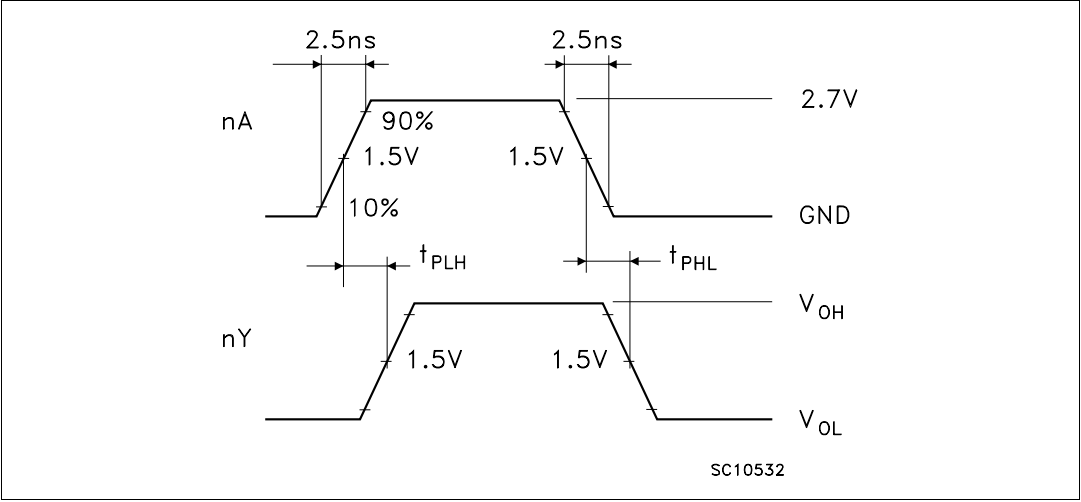 2.5ns 2.5ns
2.7V
nA 90%
1.5V 1.5V
10%
GND
tPLH tPHL
VOH
nY
1.5V 1.5V
VOL
SC10532